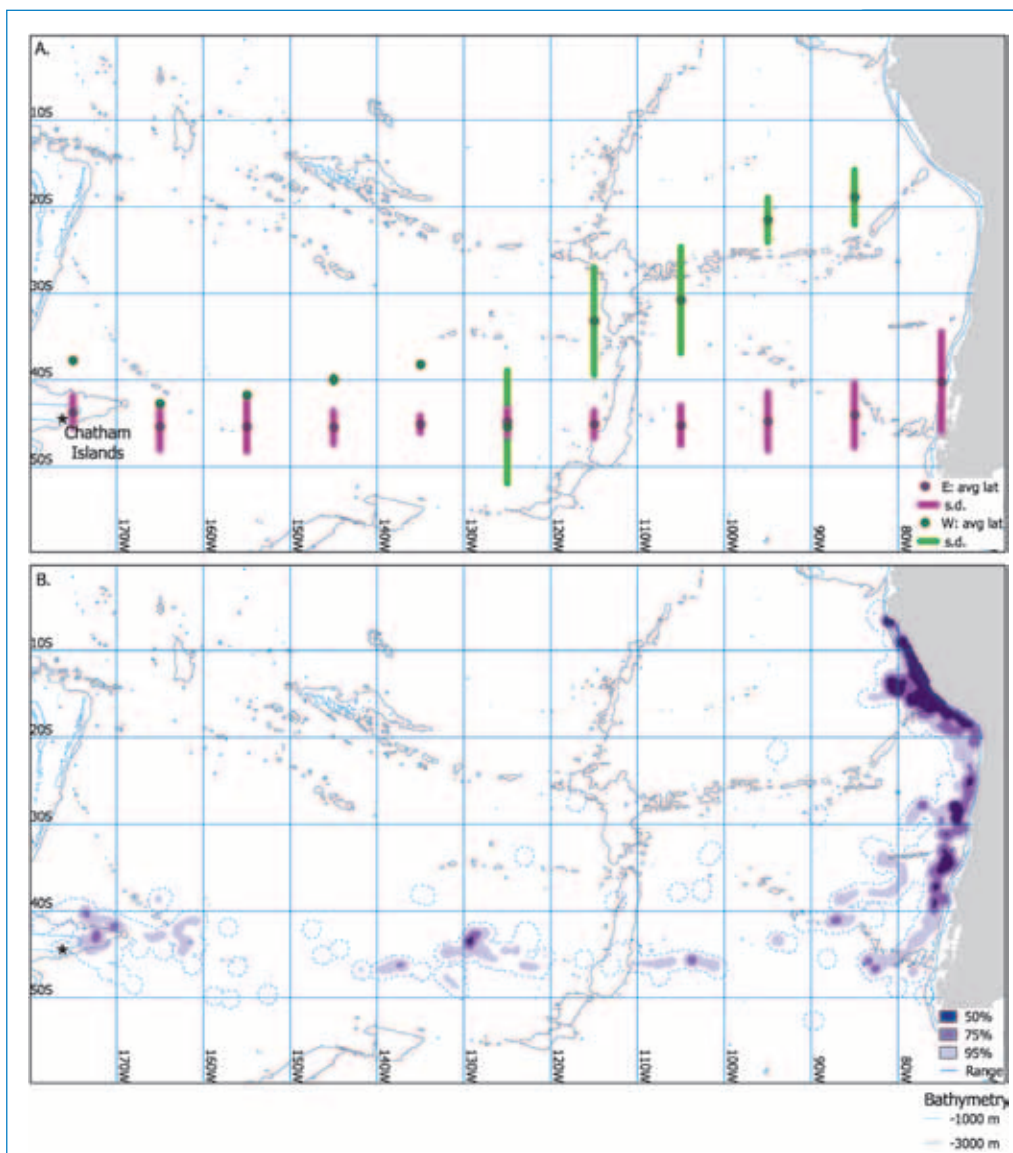 A.
10S
20S
30S
40S
50S
Chatham
Islands
170W
160W
150W
140W
130W
120W
110W
100W
90W
80W
E: avg lat
s.d.
W: avg lat
s.d.
B.
10S
20S
30S
40S
50S
170W
160W
150W
140W
130W
120W
110W
100W
90W
80W
50%
75%
95%
Range
Bathymetry
-1000 m
-3000 m